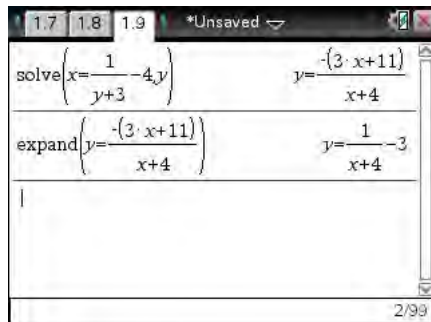 1.7 1.8 1.9 *Unsaved
solve(x=1/(y+3)-4,y) y=-(3·x+11)/(x+4)
expand(y=-(3·x+11)/(x+4)) y=1/(x+4)-3
2/99